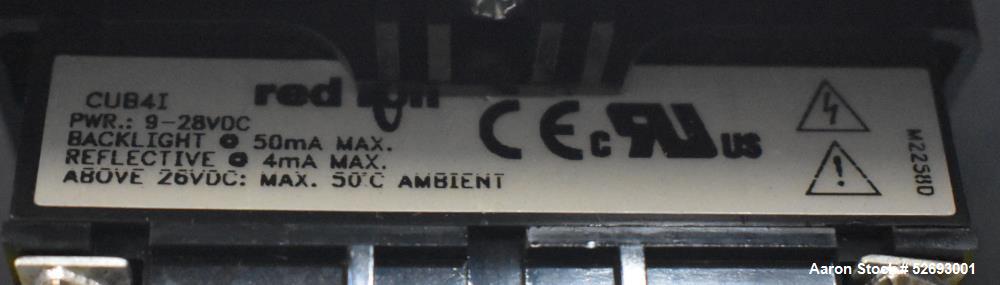 red lion
CUB4I
PWR.: 9-28VDC
BACKLIGHT @ 50mA MAX.
REFLECTIVE @ 4mA MAX.
ABOVE 26VDC: MAX. 50°C AMBIENT
CE c RU US
M2258D
Aaron Stock # 52693001